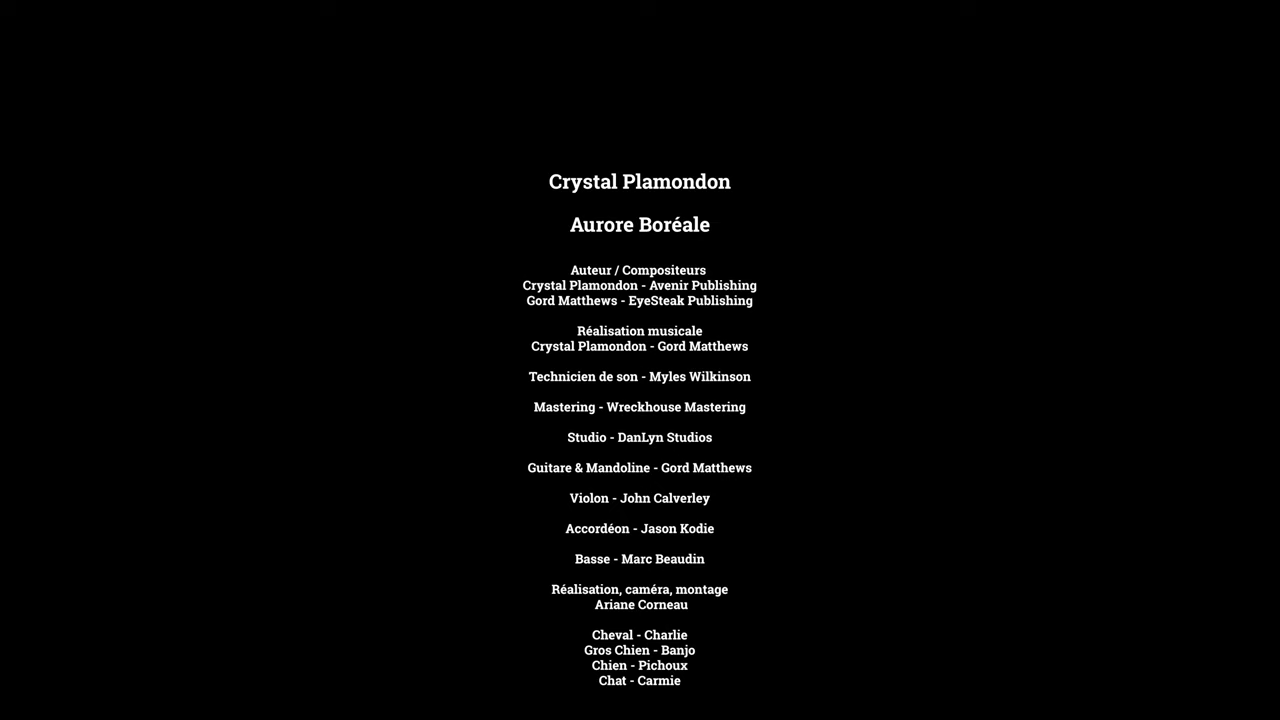 Crystal Plamondon
Aurore Boréale
Auteur / Compositeurs
Crystal Plamondon - Avenir Publishing
Gord Matthews - EyeSteak Publishing
Réalisation musicale
Crystal Plamondon - Gord Matthews
Technicien de son - Myles Wilkinson
Mastering - Wreckhouse Mastering
Studio - DanLyn Studios
Guitare & Mandoline - Gord Matthews
Violon - John Calverley
Accordéon - Jason Kodie
Basse - Marc Beaudin
Réalisation, caméra, montage
Ariane Corneau
Cheval - Charlie
Gros Chien - Banjo
Chien - Pichoux
Chat - Carmie